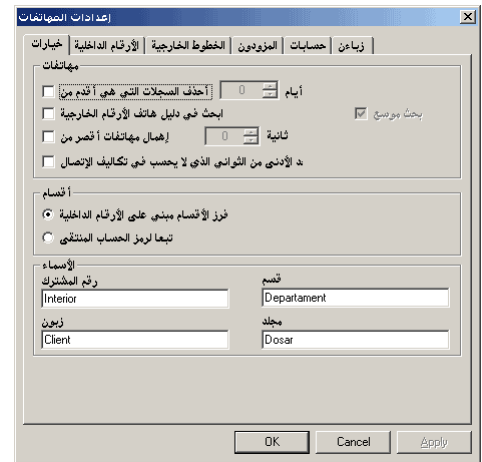 إعدادات المهاتفات
خيارات الأرقام الداخلية الخطوط الخارجية المزودون حسابات زبائن
مهاتفات
أحذف السجلات التي هي أقدم من 0 أيام
ابحث في دليل هاتف الأرقام الخارجية بحث موسع
إهمال مهاتفات أقصر من 0 ثانية
د الأدنى من الثواني الذي لا يحسب في تكاليف الإتصال
أقسام
فرز الأقسام مبني على الأرقام الداخلية
تبعا لرمز الحساب المنتقى
الأسماء
رقم المشترك قسم
Interior Departament
زبون مجلد
Client Dosar
OK Cancel Apply